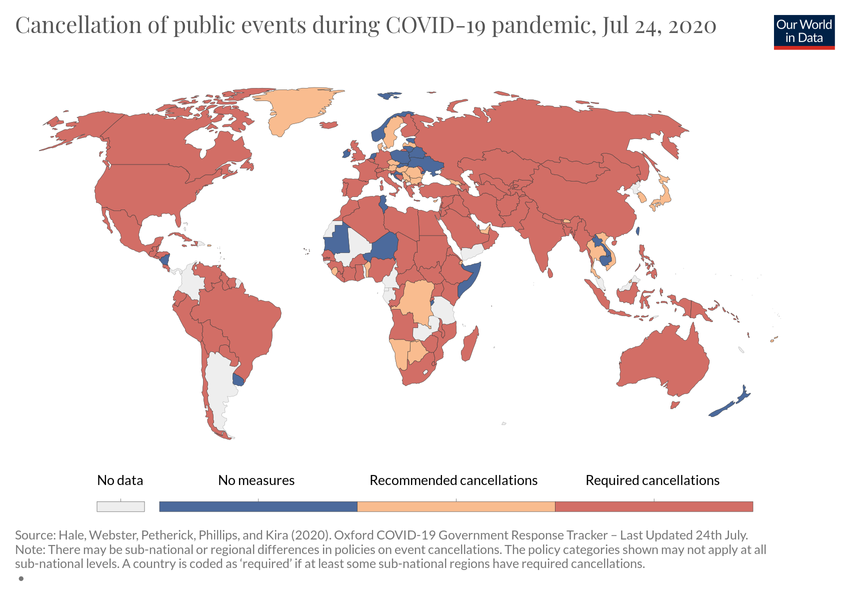 Cancellation of public events during COVID-19 pandemic, Jul 24, 2020
Our World
in Data
No data
No measures
Recommended cancellations
Required cancellations
Source: Hale, Webster, Petherick, Phillips, and Kira (2020). Oxford COVID-19 Government Response Tracker – Last Updated 24th July.
Note: There may be sub-national or regional differences in policies on event cancellations. The policy categories shown may not apply at all
sub-national levels. A country is coded as ‘required’ if at least some sub-national regions have required cancellations.
•